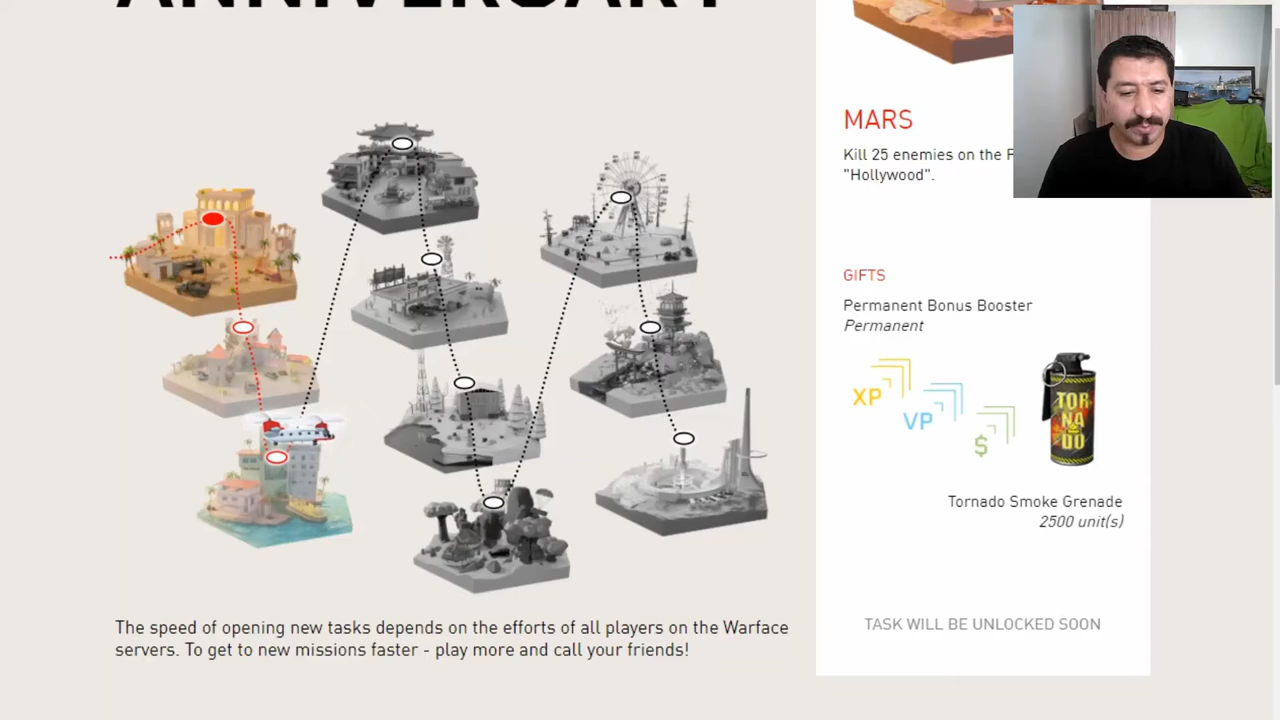 ANNIVERSARY
MARS
Kill 25 enemies on the
"Hollywood".
GIFTS
Permanent Bonus Booster
Permanent
XP
VP
$
TOR
NA
DO
Tornado Smoke Grenade
2500 unit(s)
TASK WILL BE UNLOCKED SOON
The speed of opening new tasks depends on the efforts of all players on the Warface
servers. To get to new missions faster - play more and call your friends!